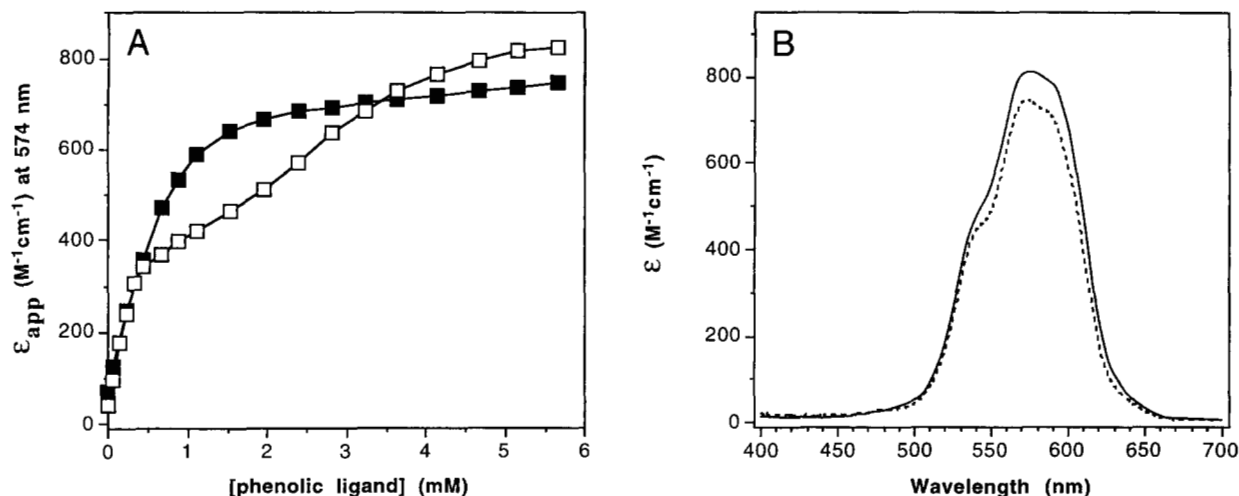 A
ε app (M⁻¹cm⁻¹) at 574 nm
800
600
400
200
0
0 1 2 3 4 5 6
[phenolic ligand] (mM)
B
ε (M⁻¹cm⁻¹)
800
600
400
200
0
400 450 500 550 600 650 700
Wavelength (nm)